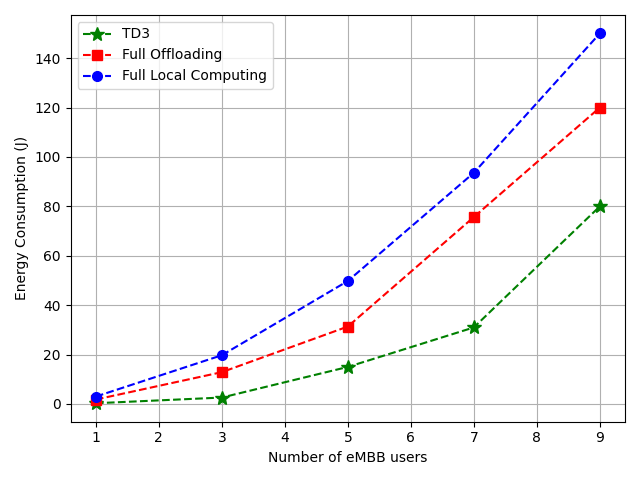 TD3
Full Offloading
Full Local Computing
Energy Consumption (J)
140
120
100
80
60
40
20
0
1 2 3 4 5 6 7 8 9
Number of eMBB users